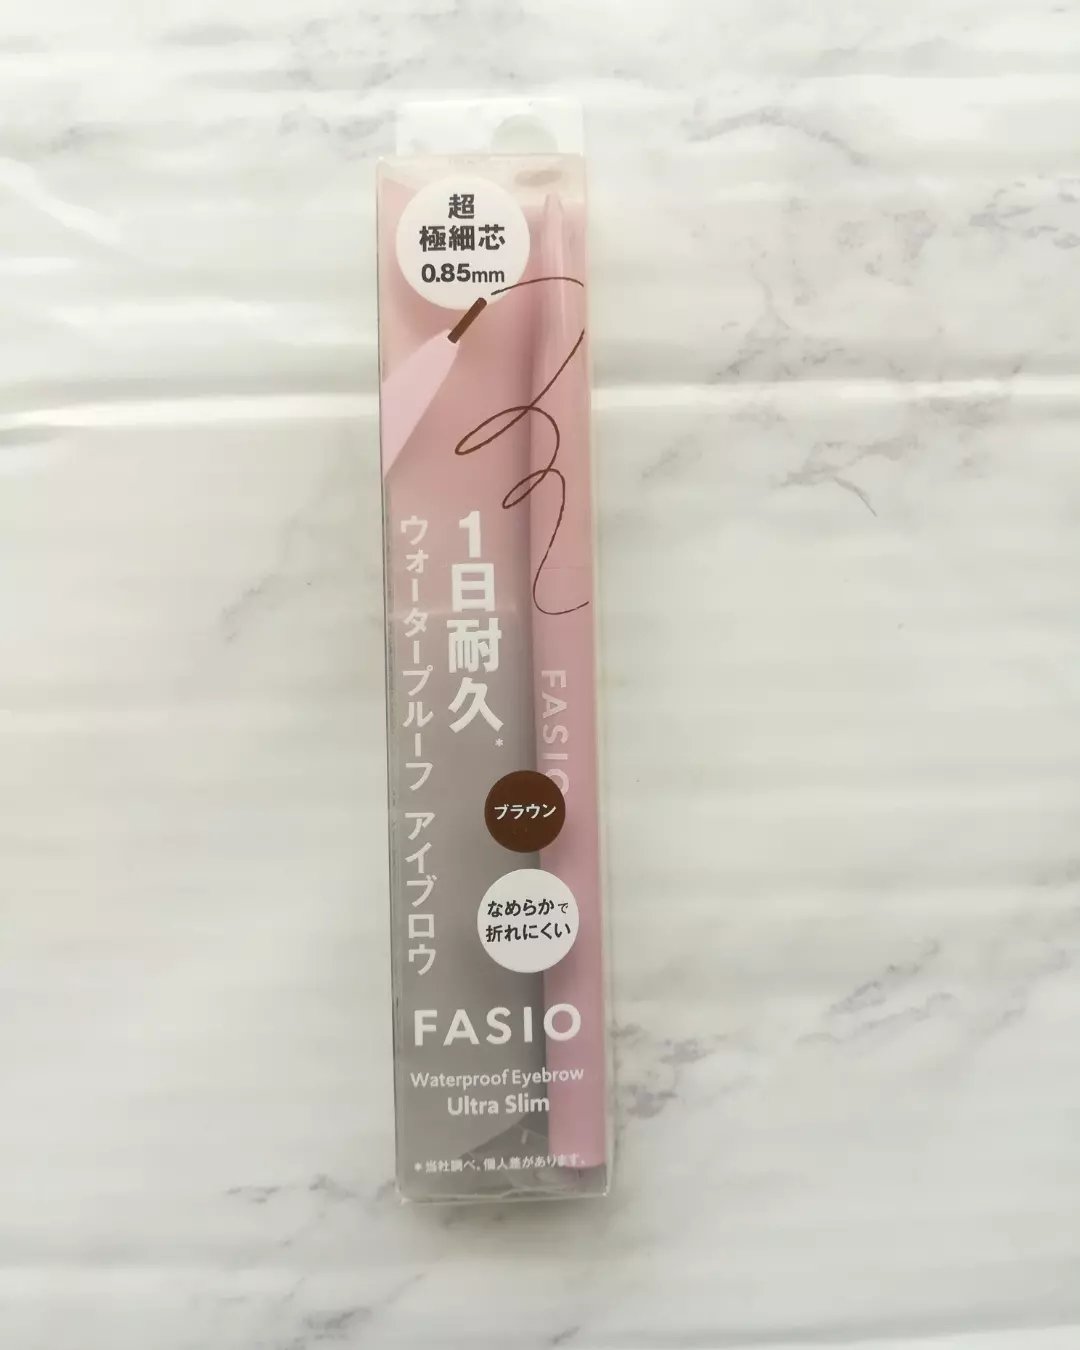 超
極細芯
0.85mm
1日耐久*
ウォータープルーフ アイブロウ
FASIO
ブラウン
なめらかで
折れにくい
FASIO
Waterproof Eyebrow
Ultra Slim
*当社調べ。個人差があります。